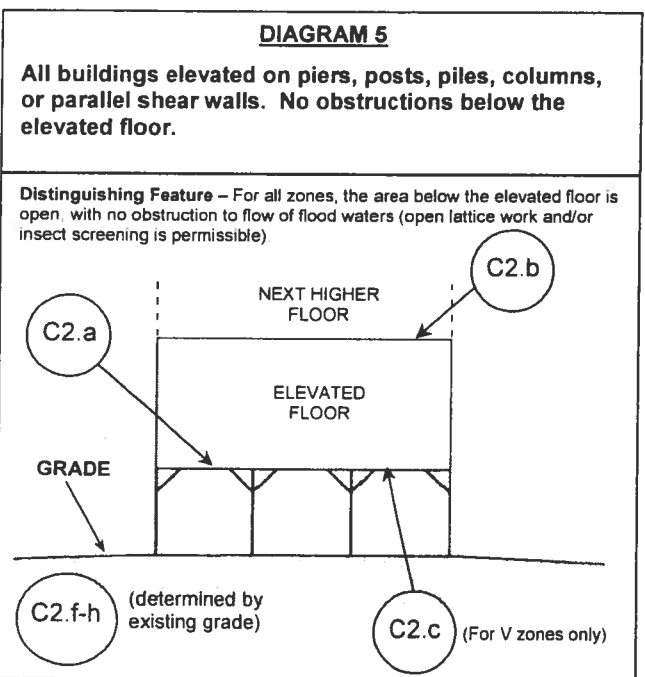 DIAGRAM 5
All buildings elevated on piers, posts, piles, columns,
or parallel shear walls. No obstructions below the
elevated floor.
Distinguishing Feature – For all zones, the area below the elevated floor is
open, with no obstruction to flow of flood waters (open lattice work and/or
insect screening is permissible)
C2.b
NEXT HIGHER
FLOOR
C2.a
ELEVATED
FLOOR
GRADE
C2.f-h
(determined by
existing grade)
C2.c
(For V zones only)